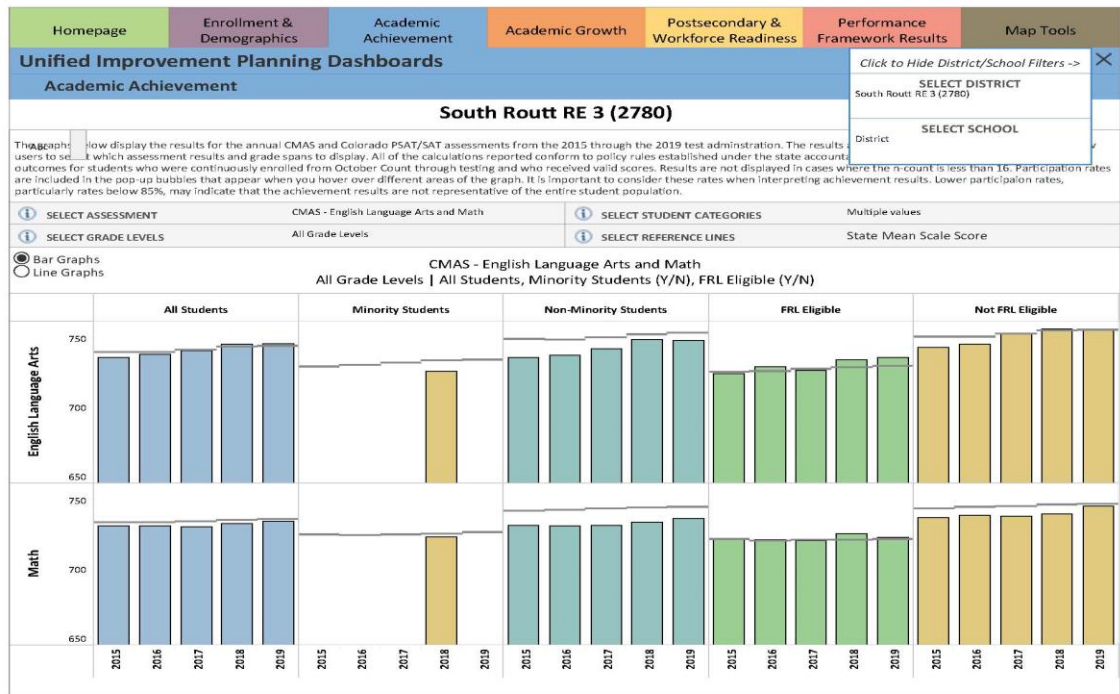 Homepage
Enrollment &
Demographics
Academic
Achievement
Academic Growth
Postsecondary &
Workforce Readiness
Performance
Framework Results
Map Tools
Unified Improvement Planning Dashboards
Click to Hide District/School Filters ->
Academic Achievement
SELECT DISTRICT
South Routt RE 3 (2780)
SELECT SCHOOL
District
South Routt RE 3 (2780)
The graphs below display the results for the annual CMAS and Colorado PSAT/SAT assessments from the 2015 through the 2019 test adminstration. The results
users to select which assessment results and grade spans to display. All of the calculations reported conform to policy rules established under the state
outcomes for students who were continuously enrolled from October Count through testing and who received valid scores. Results are not displayed in cases where the n-count is less than 16. Participation rates
are included in the pop-up bubbles that appear when you hover over different areas of the graph. It is important to consider these rates when interpreting achievement results. Lower participaion rates,
particularly rates below 85%, may indicate that the achievement results are not representative of the entire student population.
SELECT ASSESSMENT CMAS - English Language Arts and Math
SELECT STUDENT CATEGORIES Multiple values
SELECT GRADE LEVELS All Grade Levels
SELECT REFERENCE LINES State Mean Scale Score
Bar Graphs
Line Graphs
CMAS - English Language Arts and Math
All Grade Levels | All Students, Minority Students (Y/N), FRL Eligible (Y/N)
All Students Minority Students Non-Minority Students FRL Eligible Not FRL Eligible
English Language Arts
750
700
650
Math
750
700
650
2015 2016 2017 2018 2019 2015 2016 2017 2018 2019 2015 2016 2017 2018 2019 2015 2016 2017 2018 2019 2015 2016 2017 2018 2019